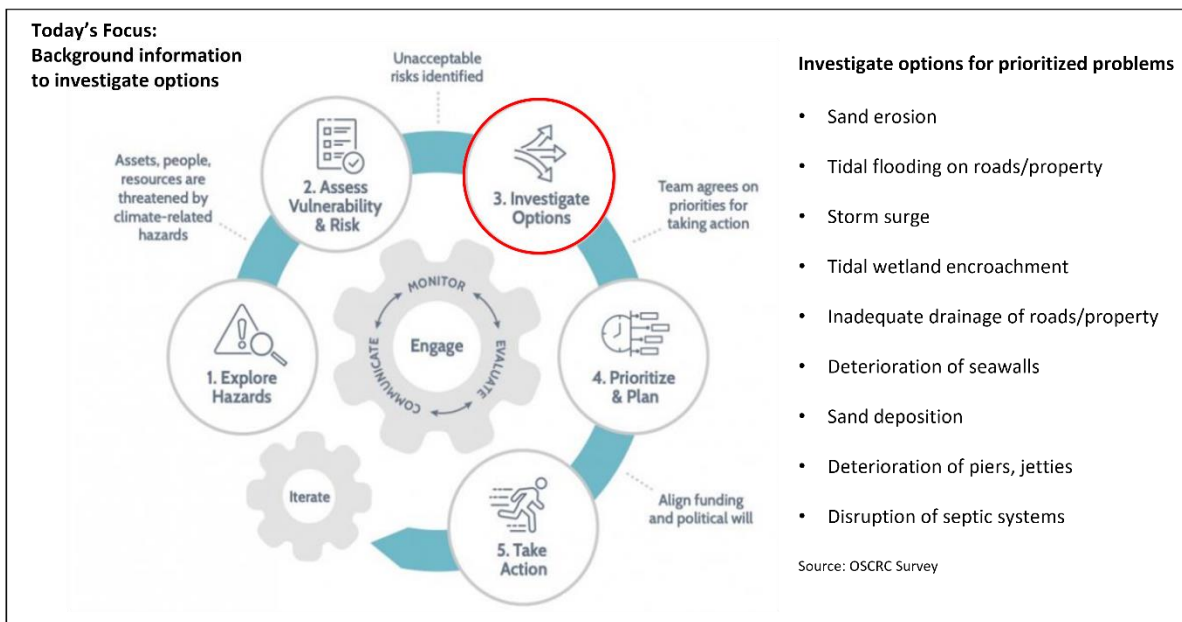 Today's Focus:
Background information
to investigate options
Unacceptable
risks identified
Assets, people,
resources are
threatened by
climate-related
hazards
2. Assess
Vulnerability
& Risk
3. Investigate
Options
Team agrees on
priorities for
taking action
1. Explore
Hazards
MONITOR
EVALUATE
COMMUNICATE
Engage
4. Prioritize
& Plan
Iterate
5. Take
Action
Align funding
and political will
Investigate options for prioritized problems
• Sand erosion
• Tidal flooding on roads/property
• Storm surge
• Tidal wetland encroachment
• Inadequate drainage of roads/property
• Deterioration of seawalls
• Sand deposition
• Deterioration of piers, jetties
• Disruption of septic systems
Source: OSCRC Survey